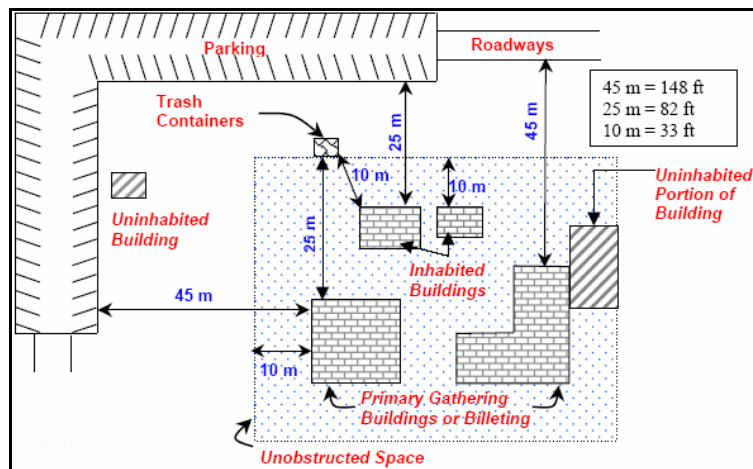 Parking
Roadways
45 m = 148 ft
25 m = 82 ft
10 m = 33 ft
Trash
Containers
25 m
45 m
10 m
10 m
Uninhabited
Portion of
Building
Uninhabited
Building
25 m
Inhabited
Buildings
45 m
10 m
Primary Gathering
Buildings or Billeting
Unobstructed Space